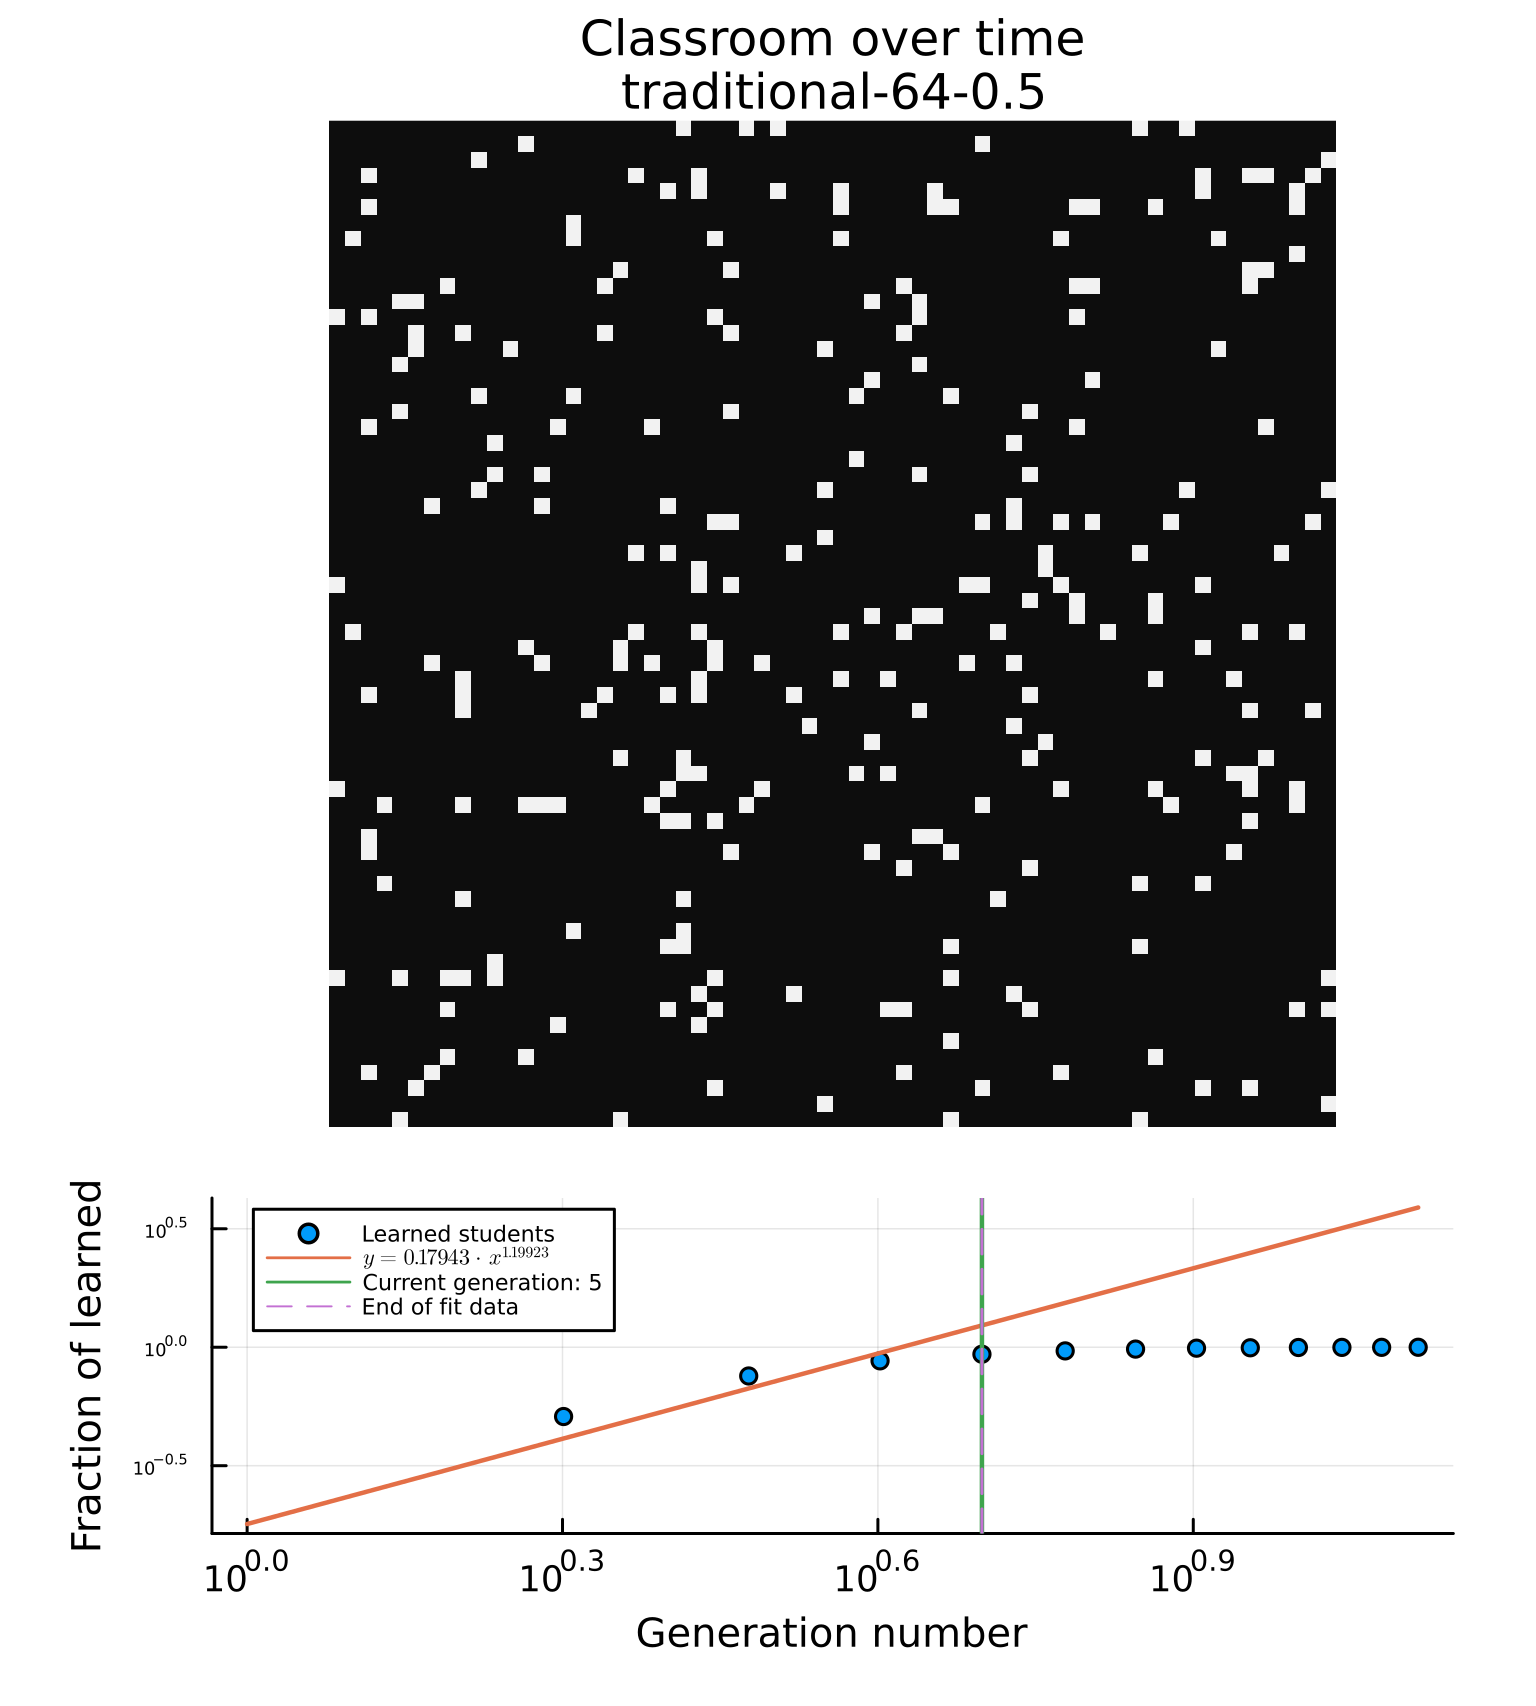 Classroom over time
traditional-64-0.5
Fraction of learned
10^0.5
10^0.0
10^−0.5
Learned students
y = 0.17943 · x^1.19923
Current generation: 5
End of fit data
10^0.0 10^0.3 10^0.6 10^0.9
Generation number